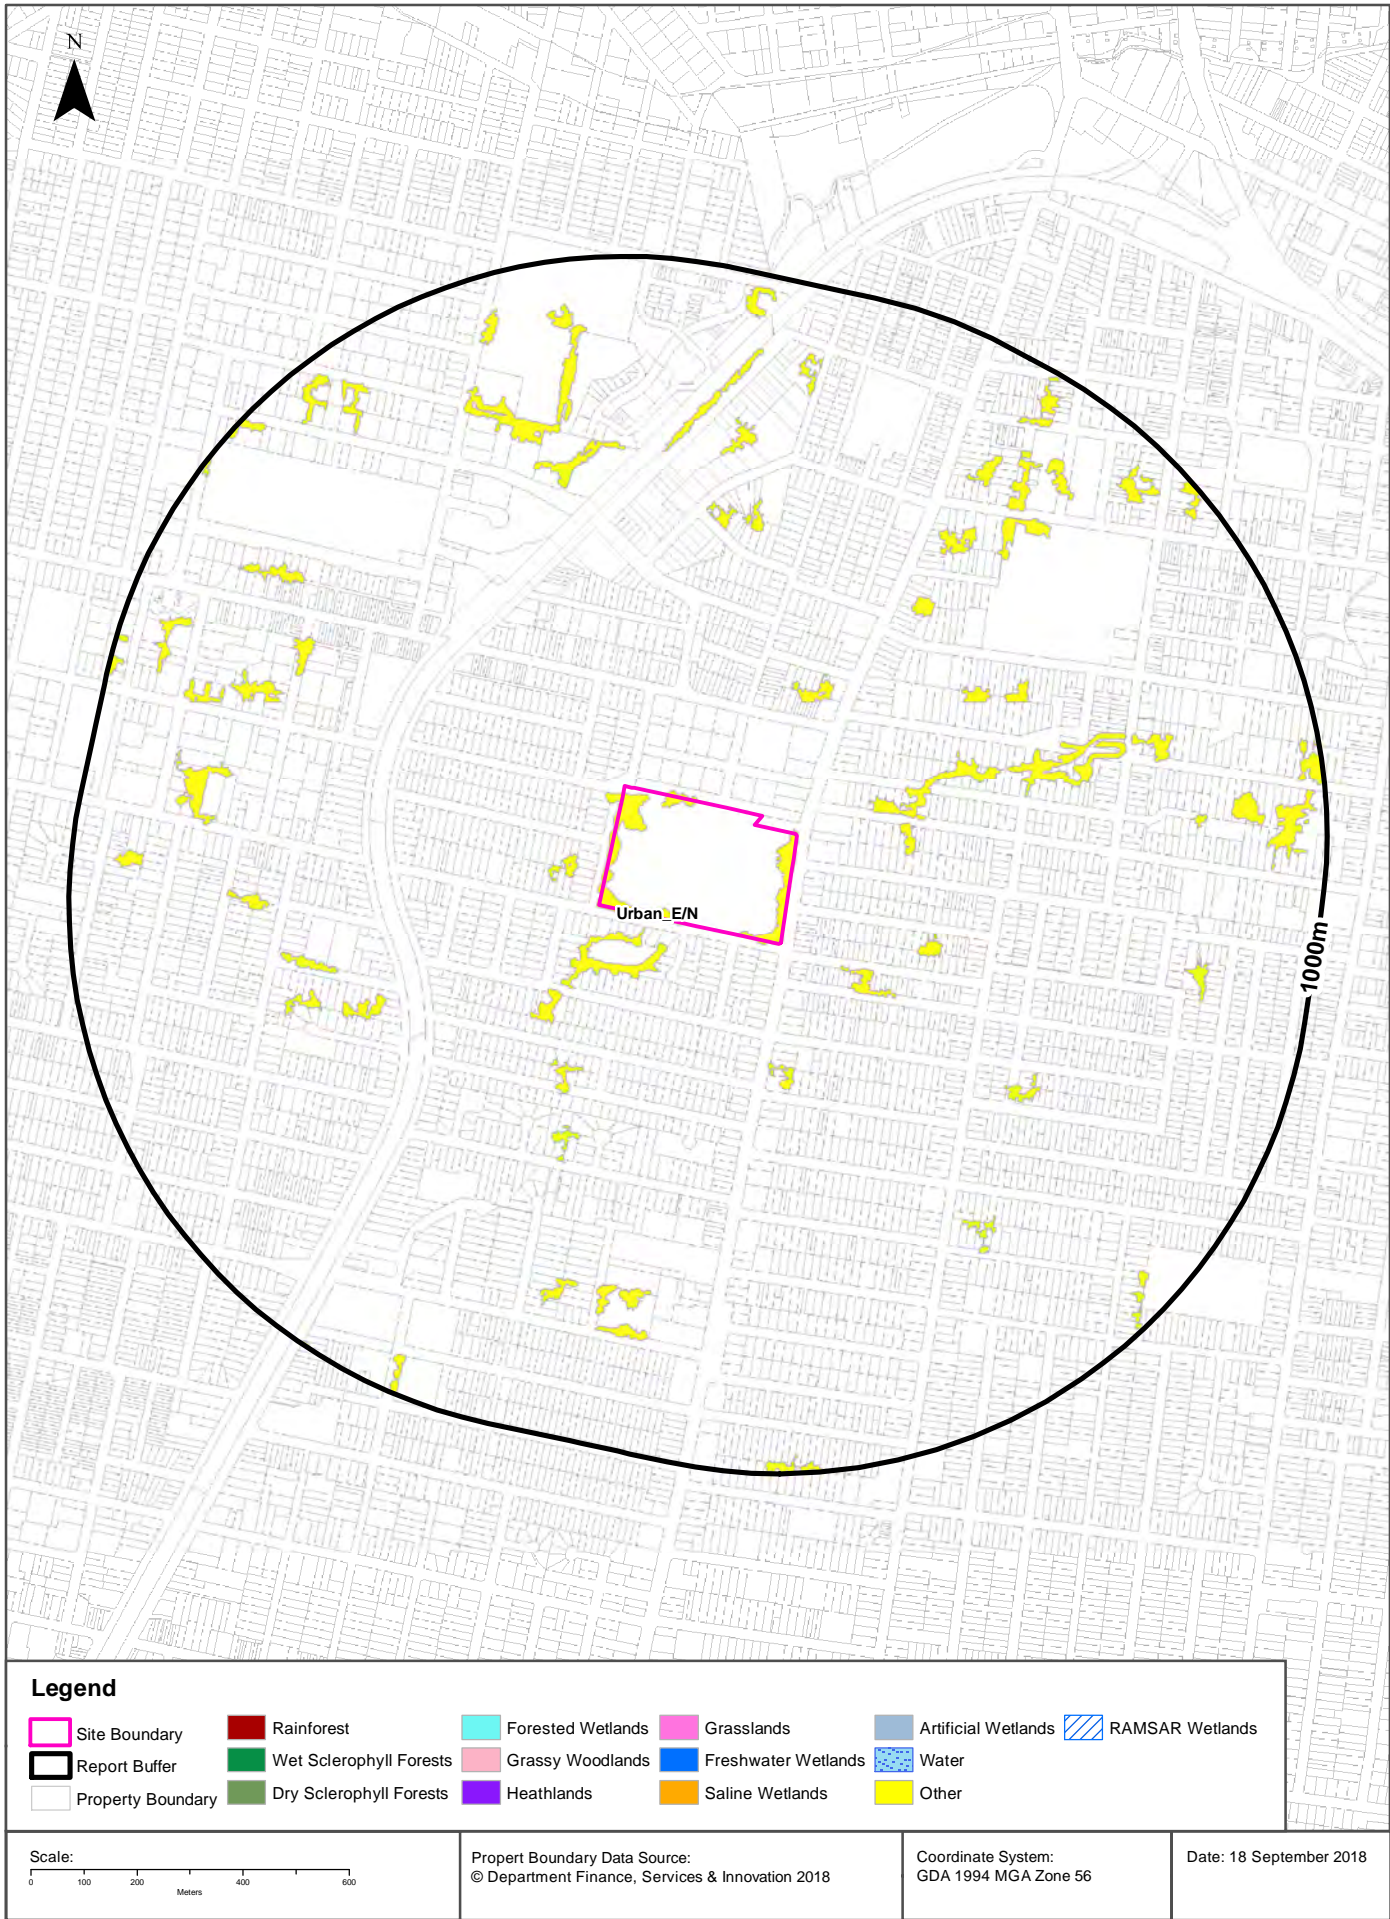 N
Urban_E/N
1000m
Legend
Site Boundary
Report Buffer
Property Boundary
Rainforest
Wet Sclerophyll Forests
Dry Sclerophyll Forests
Forested Wetlands
Grassy Woodlands
Heathlands
Grasslands
Freshwater Wetlands
Saline Wetlands
Artificial Wetlands
Water
Other
RAMSAR Wetlands
Scale:
0 100 200 400 600
Meters
Propert Boundary Data Source:
© Department Finance, Services & Innovation 2018
Coordinate System:
GDA 1994 MGA Zone 56
Date: 18 September 2018